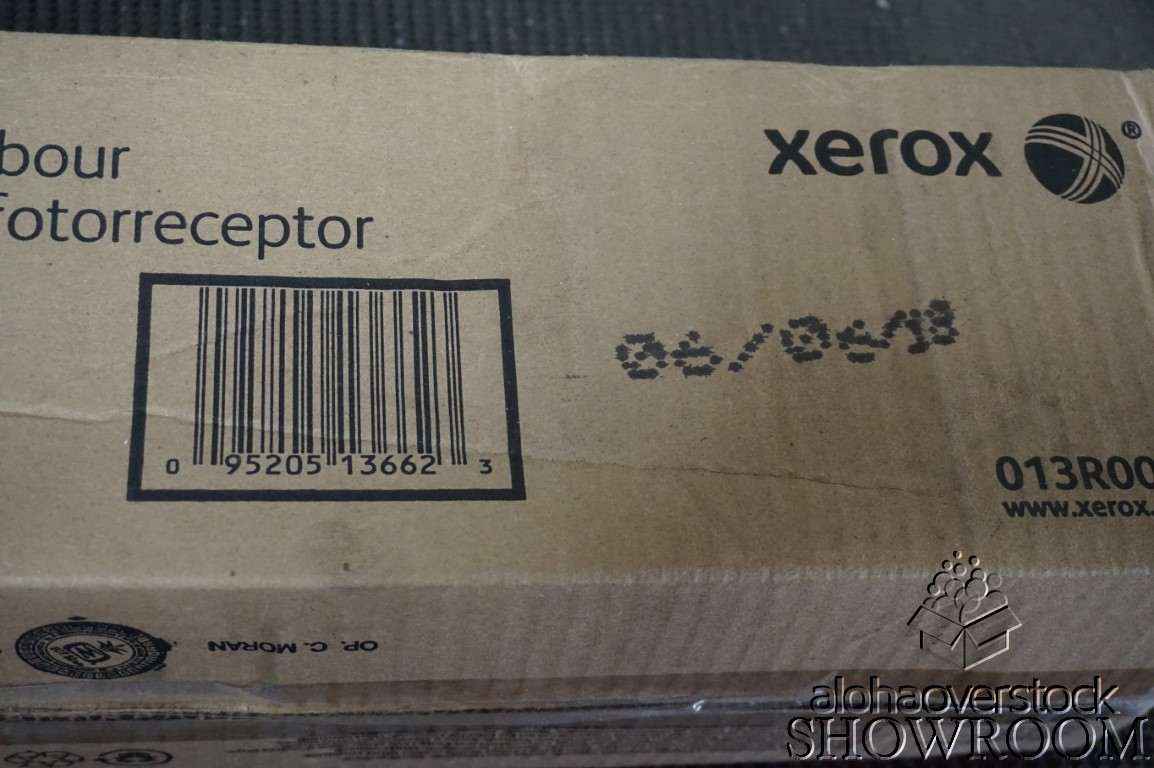 bour
fotorreceptor
xerox ®
0 95205 13662 3
013R00
www.xerox.
OP. C. MORAN
alohaoverstock
SHOWROOM